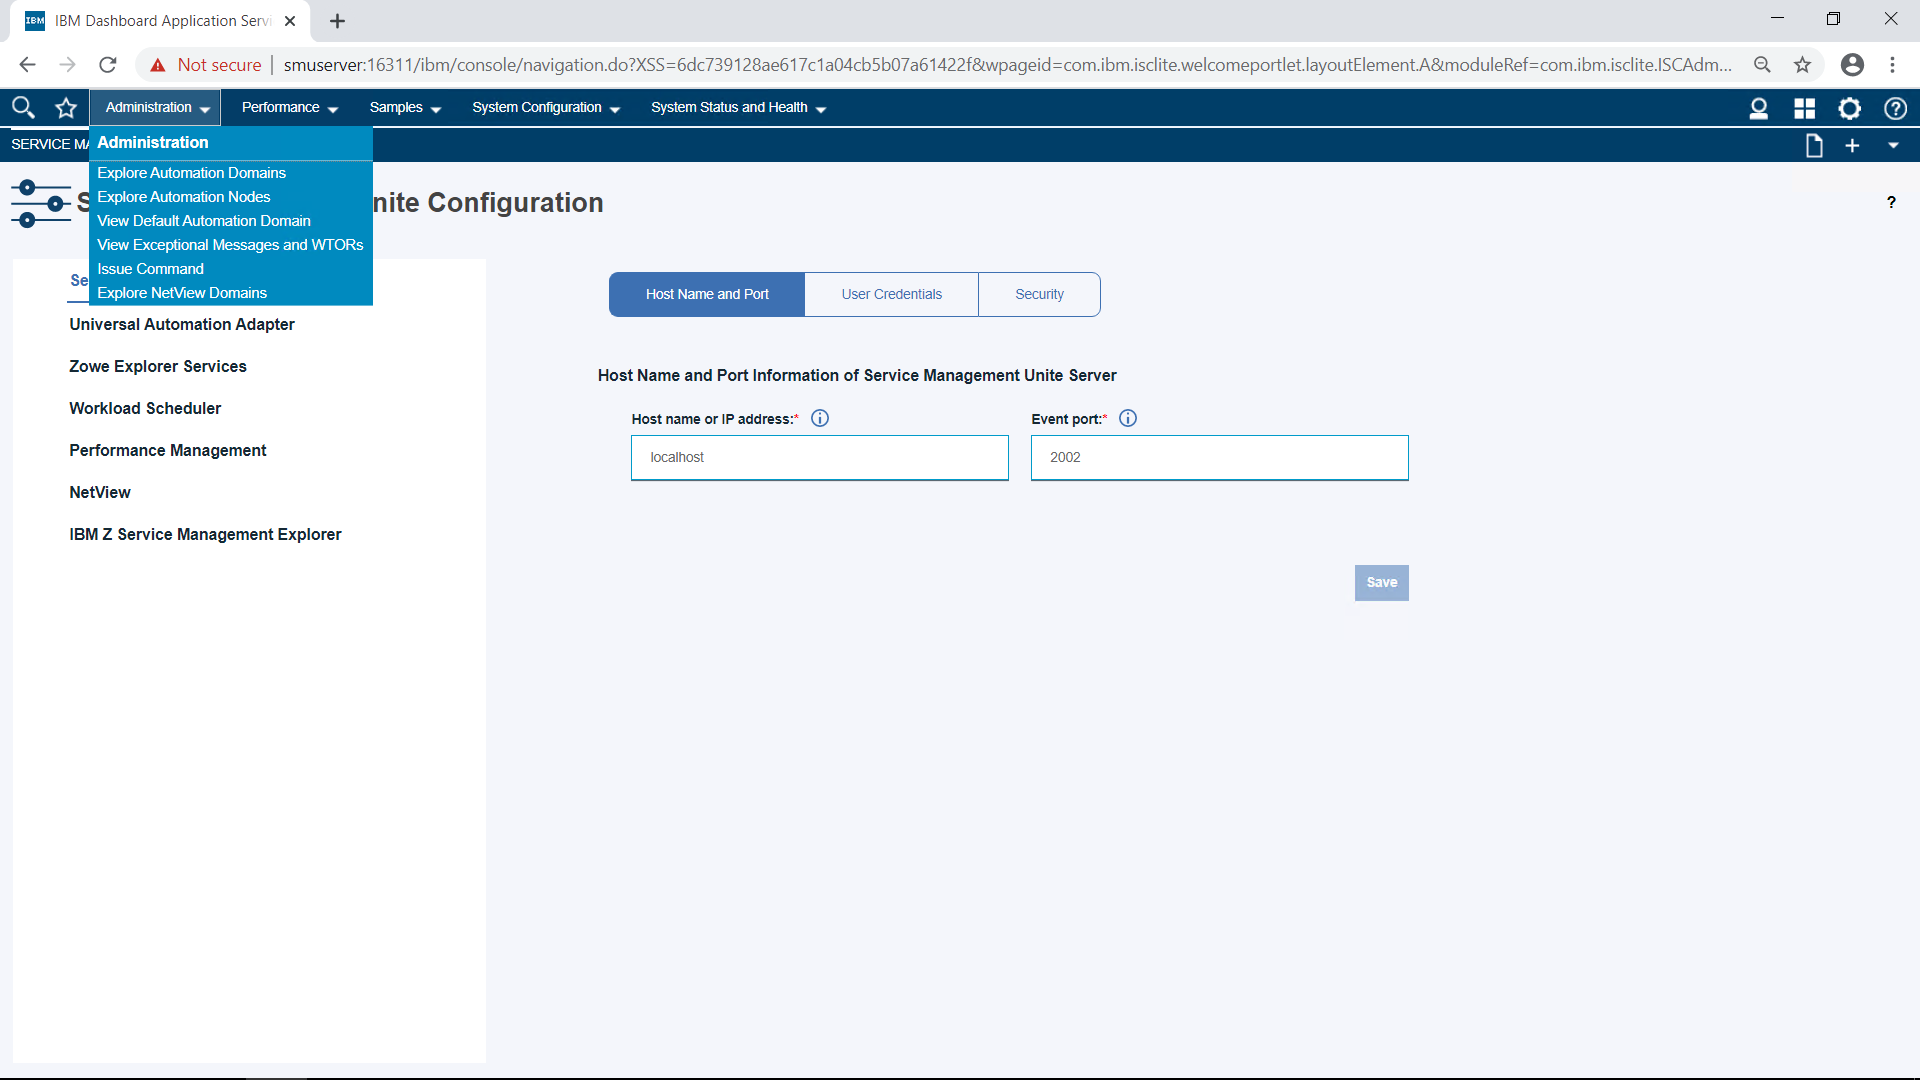 IBM Dashboard Application Servi
Not secure
smuserver:16311/ibm/console/navigation.do?XSS=6dc739128ae617c1a04cb5b07a61422f&wpageid=com.ibm.isclite.welcomeportlet.layoutElement.A&moduleRef=com.ibm.isclite.ISCAdm...
Administration Performance Samples System Configuration System Status and Health
SERVICE MA
Administration
Explore Automation Domains
Explore Automation Nodes
View Default Automation Domain
View Exceptional Messages and WTORs
Issue Command
Explore NetView Domains
S nite Configuration
?
Se
Universal Automation Adapter
Zowe Explorer Services
Workload Scheduler
Performance Management
NetView
IBM Z Service Management Explorer
Host Name and Port User Credentials Security
Host Name and Port Information of Service Management Unite Server
Host name or IP address:* Event port:*
localhost 2002
Save